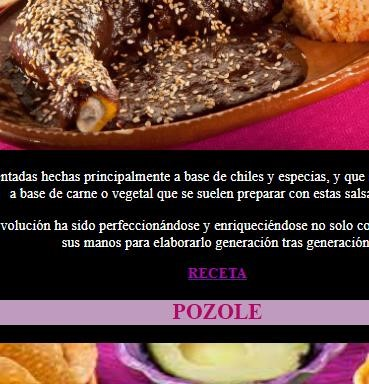 ntadas hechas principalmente a base de chiles y especias, y que
a base de carne o vegetal que se suelen preparar con estas salsa
volución ha sido perfeccionándose y enriqueciéndose no solo co
sus manos para elaborarlo generación tras generación
RECETA
POZOLE